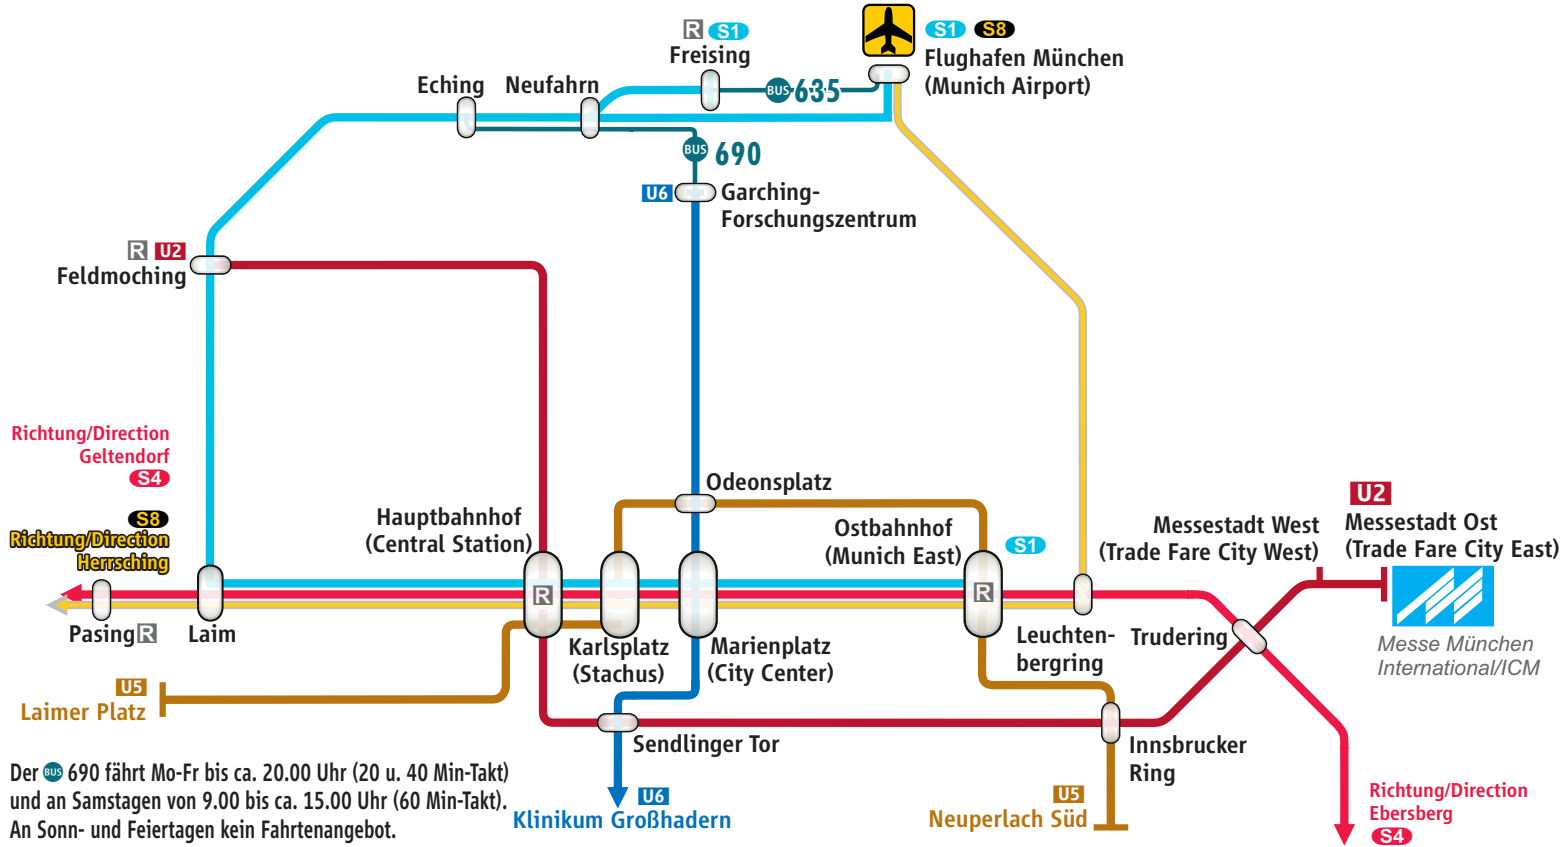 R S1
Freising
S1 S8
Flughafen München
(Munich Airport)
Eching
Neufahrn
BUS 635
BUS 690
U6
Garching-
Forschungszentrum
R U2
Feldmoching
Richtung/Direction
Geltendorf
S4
S8
Richtung/Direction
Herrsching
Pasing R
Laim
Hauptbahnhof
(Central Station)
R
Karlsplatz
(Stachus)
Odeonsplatz
Marienplatz
(City Center)
Ostbahnhof
(Munich East)
S1
R
Leuchten-
bergring
Trudering
Messestadt West
(Trade Fare City West)
U2
Messestadt Ost
(Trade Fare City East)
Messe München
International/ICM
U5
Laimer Platz
Sendlinger Tor
Innsbrucker
Ring
U6
Klinikum Großhadern
U5
Neuperlach Süd
Richtung/Direction
Ebersberg
S4
Der BUS 690 fährt Mo-Fr bis ca. 20.00 Uhr (20 u. 40 Min-Takt)
und an Samstagen von 9.00 bis ca. 15.00 Uhr (60 Min-Takt).
An Sonn- und Feiertagen kein Fahrtenangebot.